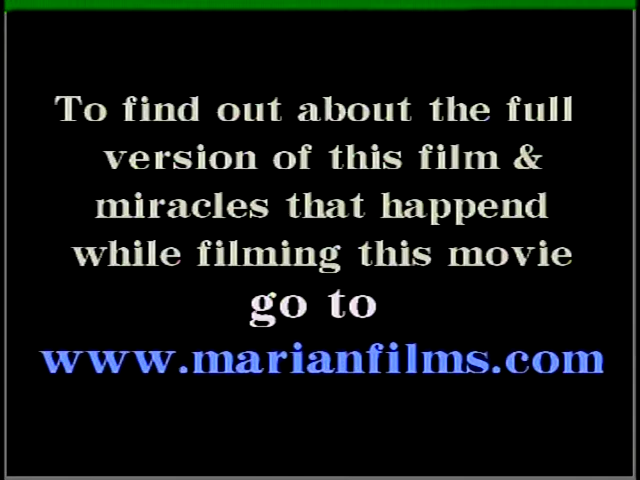 To find out about the full
version of this film &
miracles that happend
while filming this movie
go to
www.marianfilms.com